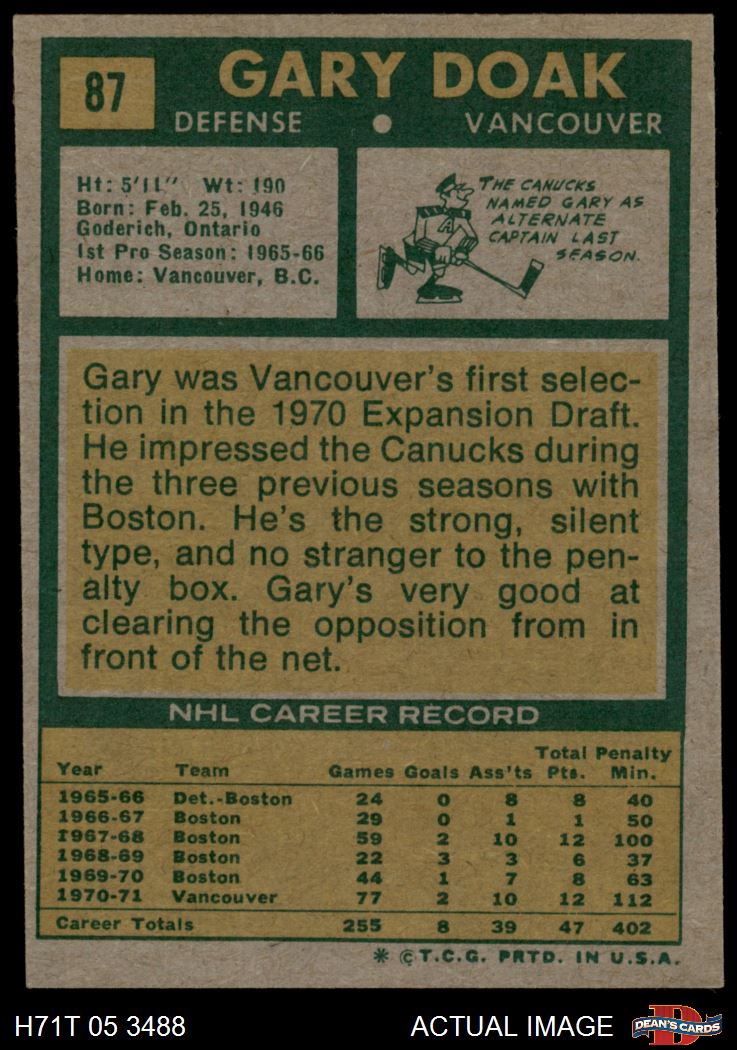 87
GARY DOAK
DEFENSE • VANCOUVER
Ht: 5'11" Wt: 190
Born: Feb. 25, 1946
Goderich, Ontario
1st Pro Season: 1965-66
Home: Vancouver, B.C.
THE CANUCKS
NAMED GARY AS
ALTERNATE
CAPTAIN LAST
SEASON.
A
Gary was Vancouver's first selec-
tion in the 1970 Expansion Draft.
He impressed the Canucks during
the three previous seasons with
Boston. He's the strong, silent
type, and no stranger to the pen-
alty box. Gary's very good at
clearing the opposition from in
front of the net.
NHL CAREER RECORD
Total Penalty
Year Team Games Goals Ass'ts Pts. Min.
1965-66 Det.-Boston 24 0 8 8 40
1966-67 Boston 29 0 1 1 50
1967-68 Boston 59 2 10 12 100
1968-69 Boston 22 3 3 6 37
1969-70 Boston 44 1 7 8 63
1970-71 Vancouver 77 2 10 12 112
Career Totals 255 8 39 47 402
* © T.C.G. PRTD. IN U.S.A.
H71T 05 3488 ACTUAL IMAGE
D
DEAN'S CARDS